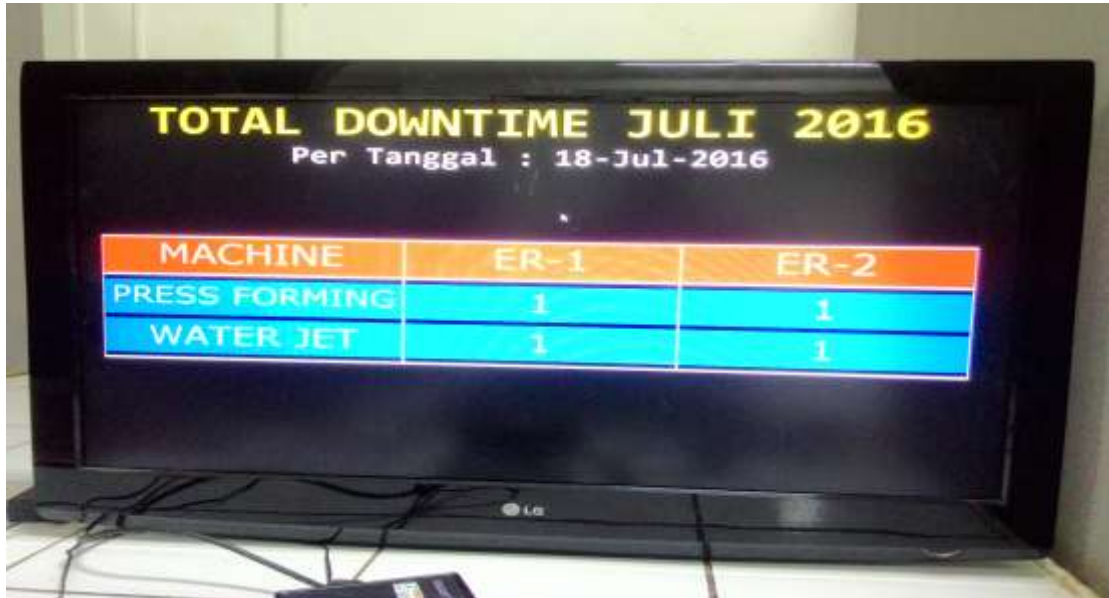 TOTAL DOWNTIME JULI 2016
Per Tanggal : 18-Jul-2016
MACHINE ER-1 ER-2
PRESS FORMING 1 1
WATER JET 1 1
LG